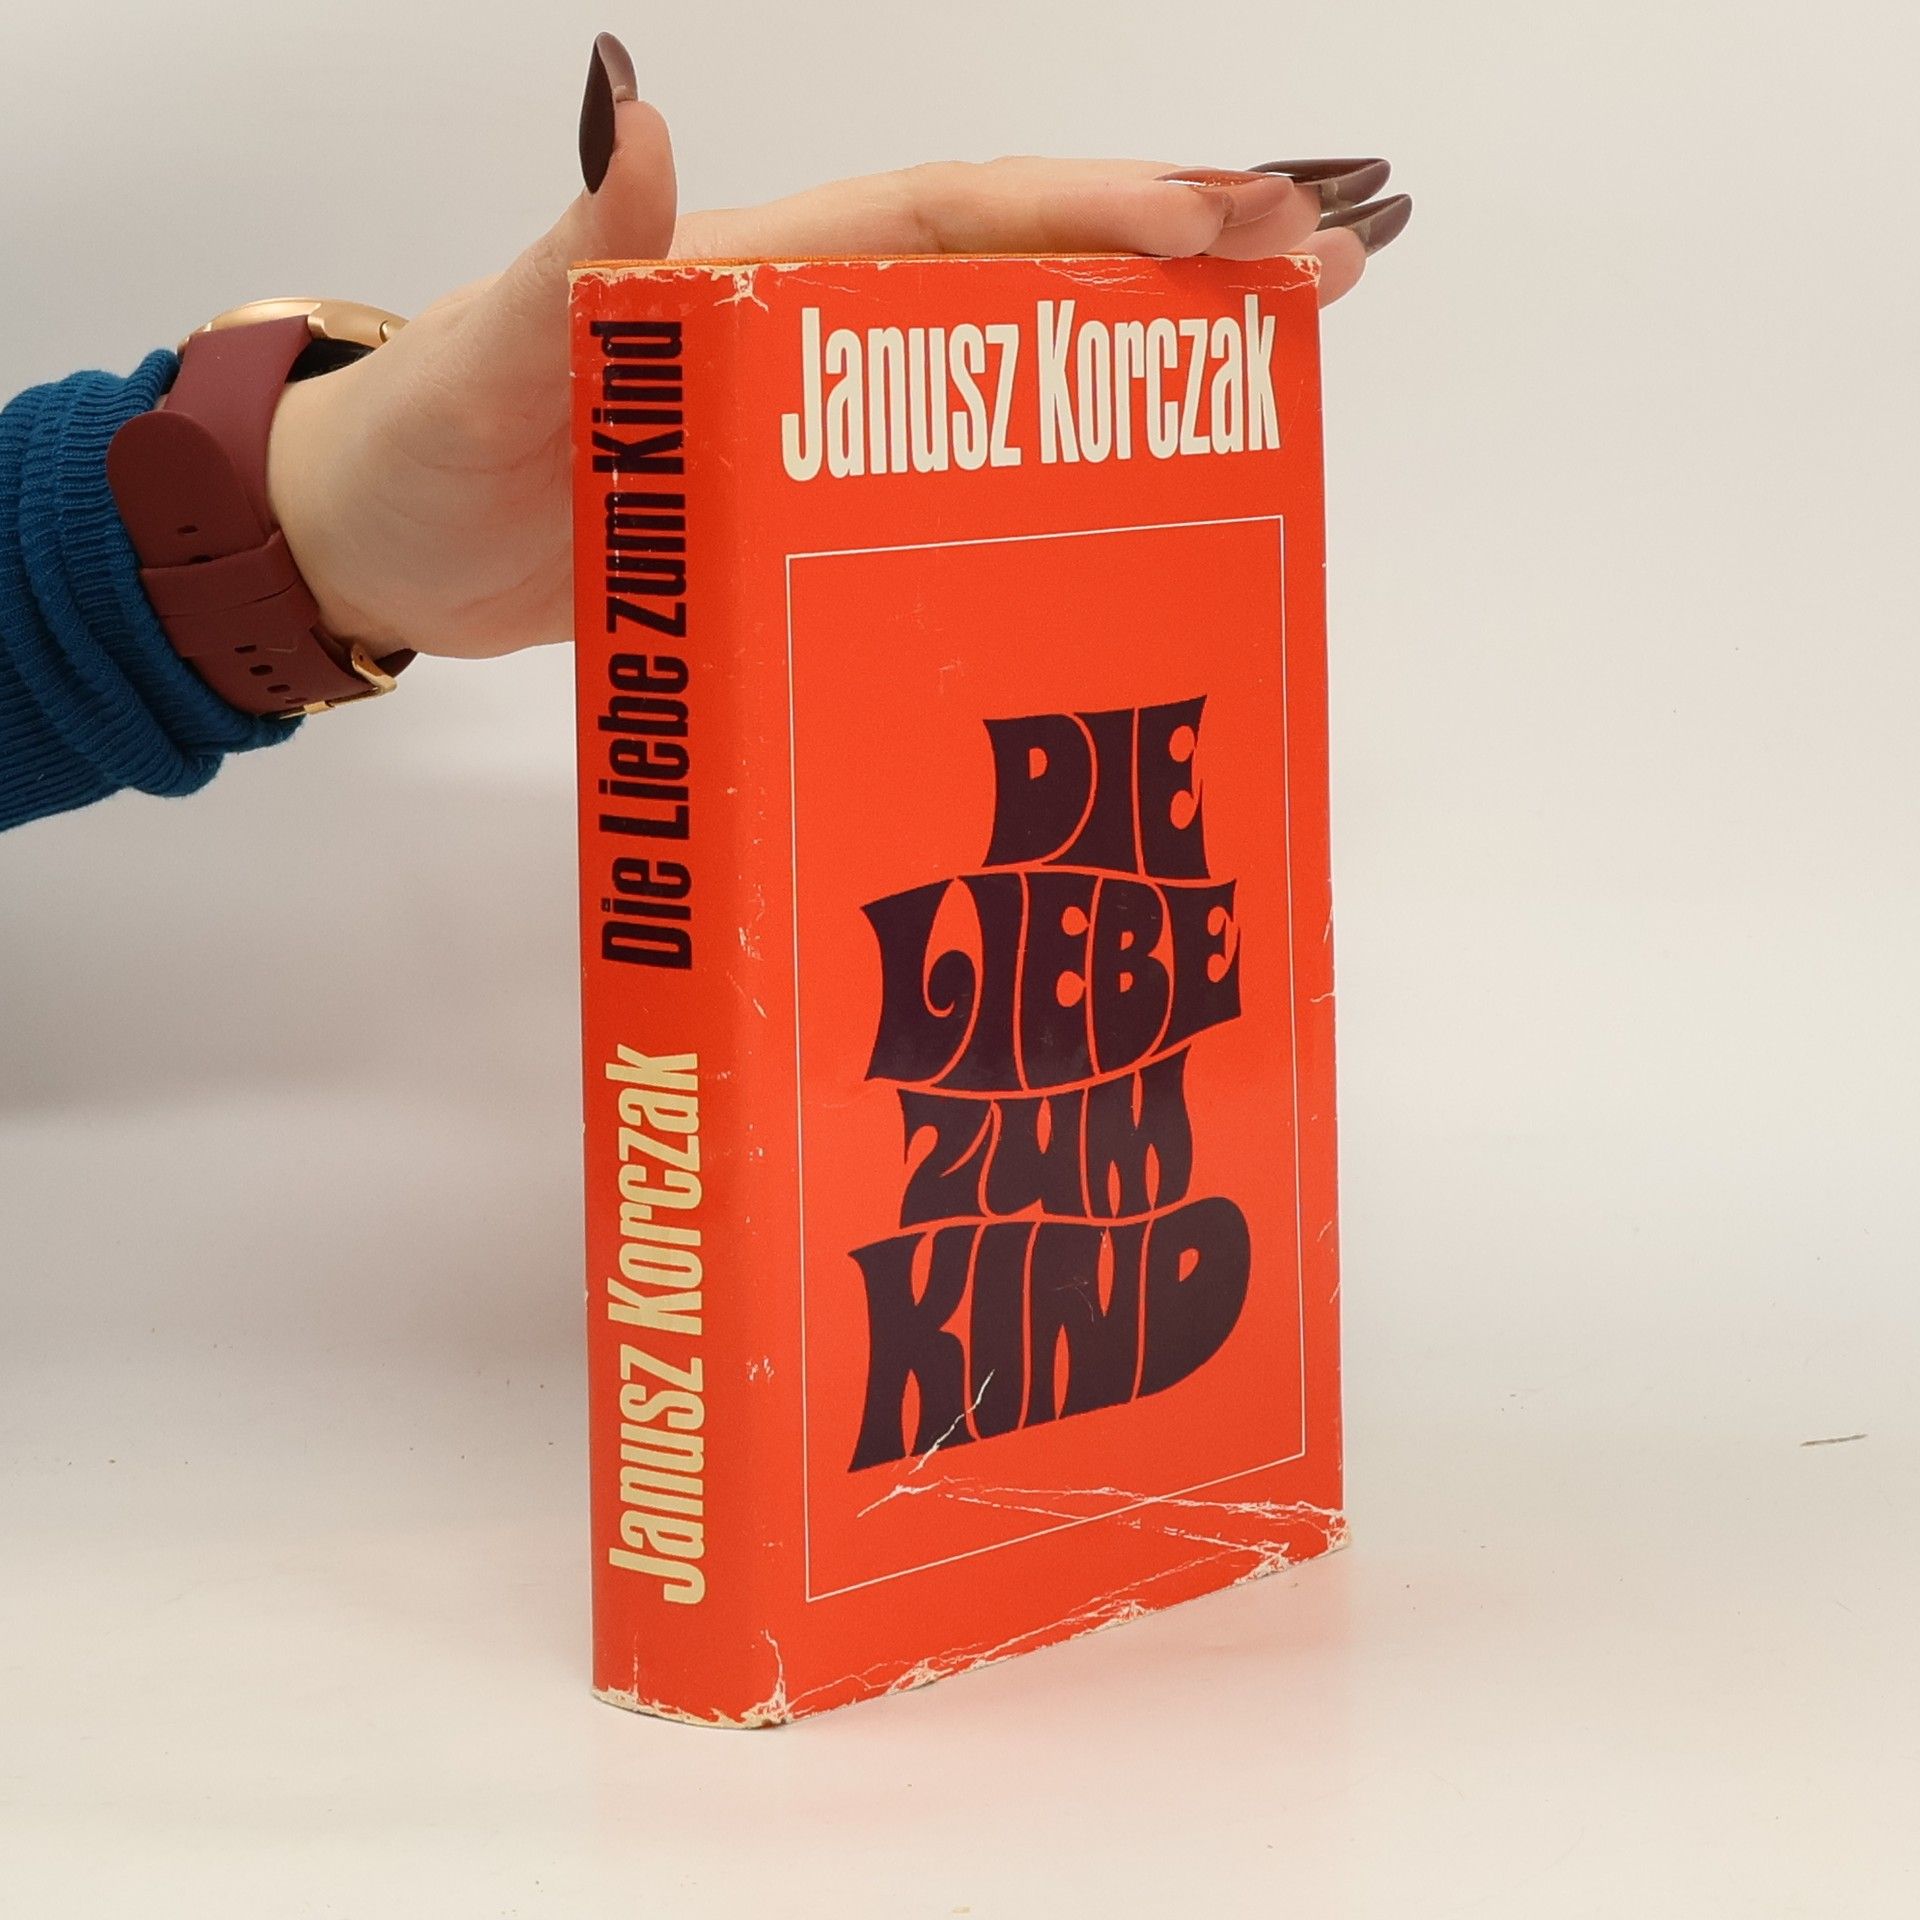 Janusz Korczak
DIE
LIEBE
ZUM
KIND
Janusz Korczak Die Liebe zum Kind